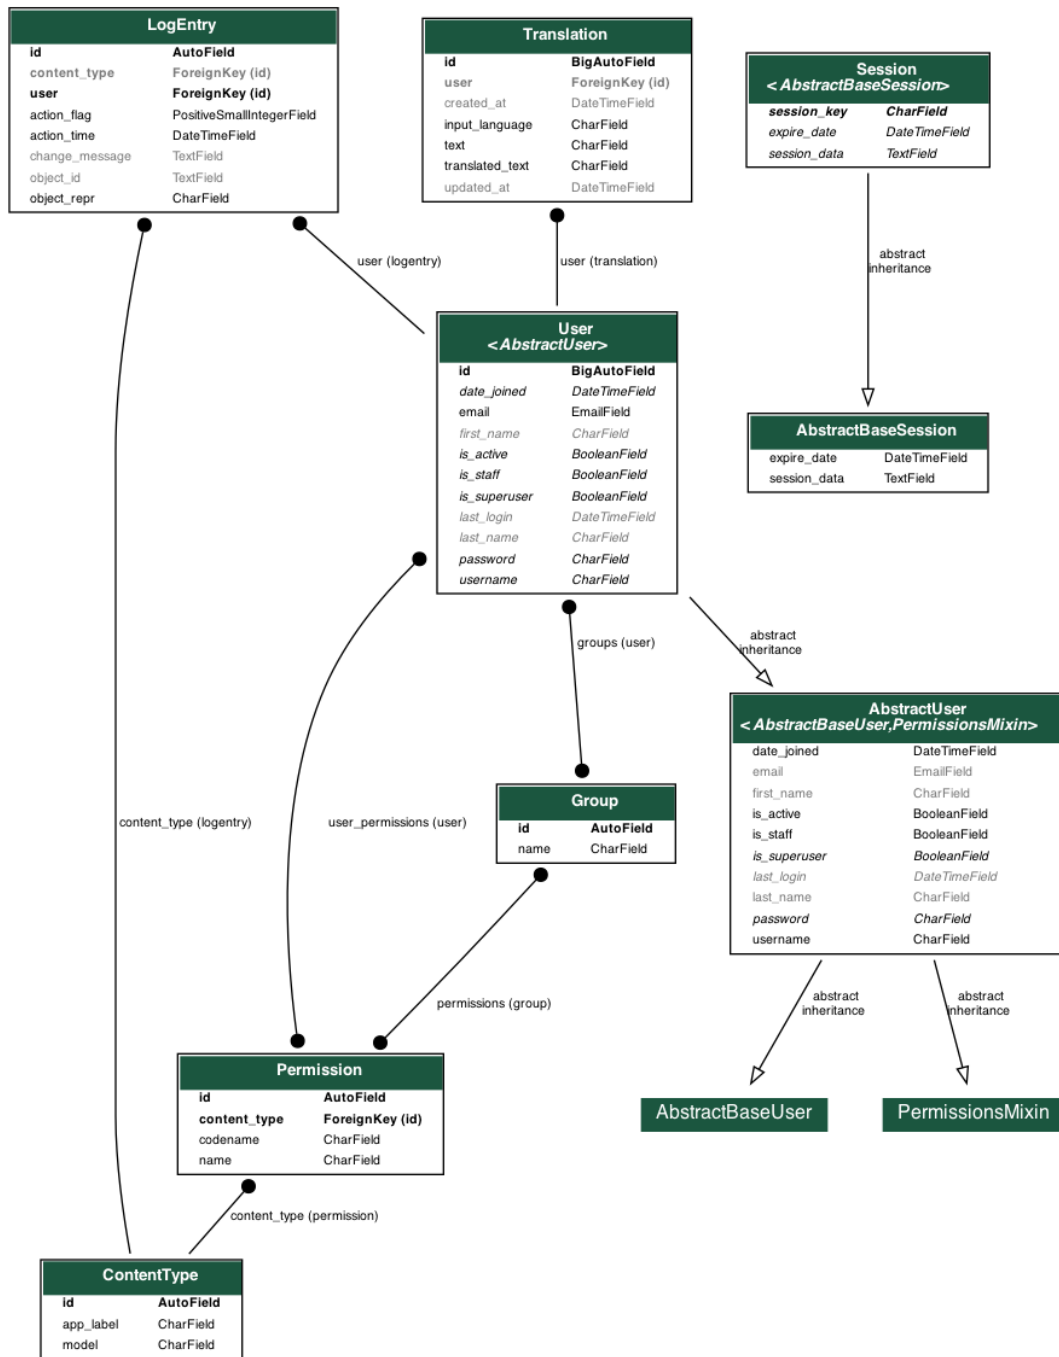 LogEntry
id AutoField
content_type ForeignKey (id)
user ForeignKey (id)
action_flag PositiveSmallIntegerField
action_time DateTimeField
change_message TextField
object_id TextField
object_repr CharField
Translation
id BigAutoField
user ForeignKey (id)
created_at DateTimeField
input_language CharField
text CharField
translated_text CharField
updated_at DateTimeField
Session
<AbstractBaseSession>
session_key CharField
expire_date DateTimeField
session_data TextField
user (logentry)
user (translation)
abstract
inheritance
User
<AbstractUser>
id BigAutoField
date_joined DateTimeField
email EmailField
first_name CharField
is_active BooleanField
is_staff BooleanField
is_superuser BooleanField
last_login DateTimeField
last_name CharField
password CharField
username CharField
AbstractBaseSession
expire_date DateTimeField
session_data TextField
groups (user)
abstract
inheritance
AbstractUser
<AbstractBaseUser,PermissionsMixin>
date_joined DateTimeField
email EmailField
first_name CharField
is_active BooleanField
is_staff BooleanField
is_superuser BooleanField
last_login DateTimeField
last_name CharField
password CharField
username CharField
content_type (logentry)
user_permissions (user)
Group
id AutoField
name CharField
permissions (group)
abstract
inheritance
abstract
inheritance
Permission
id AutoField
content_type ForeignKey (id)
codename CharField
name CharField
AbstractBaseUser
PermissionsMixin
content_type (permission)
ContentType
id AutoField
app_label CharField
model CharField